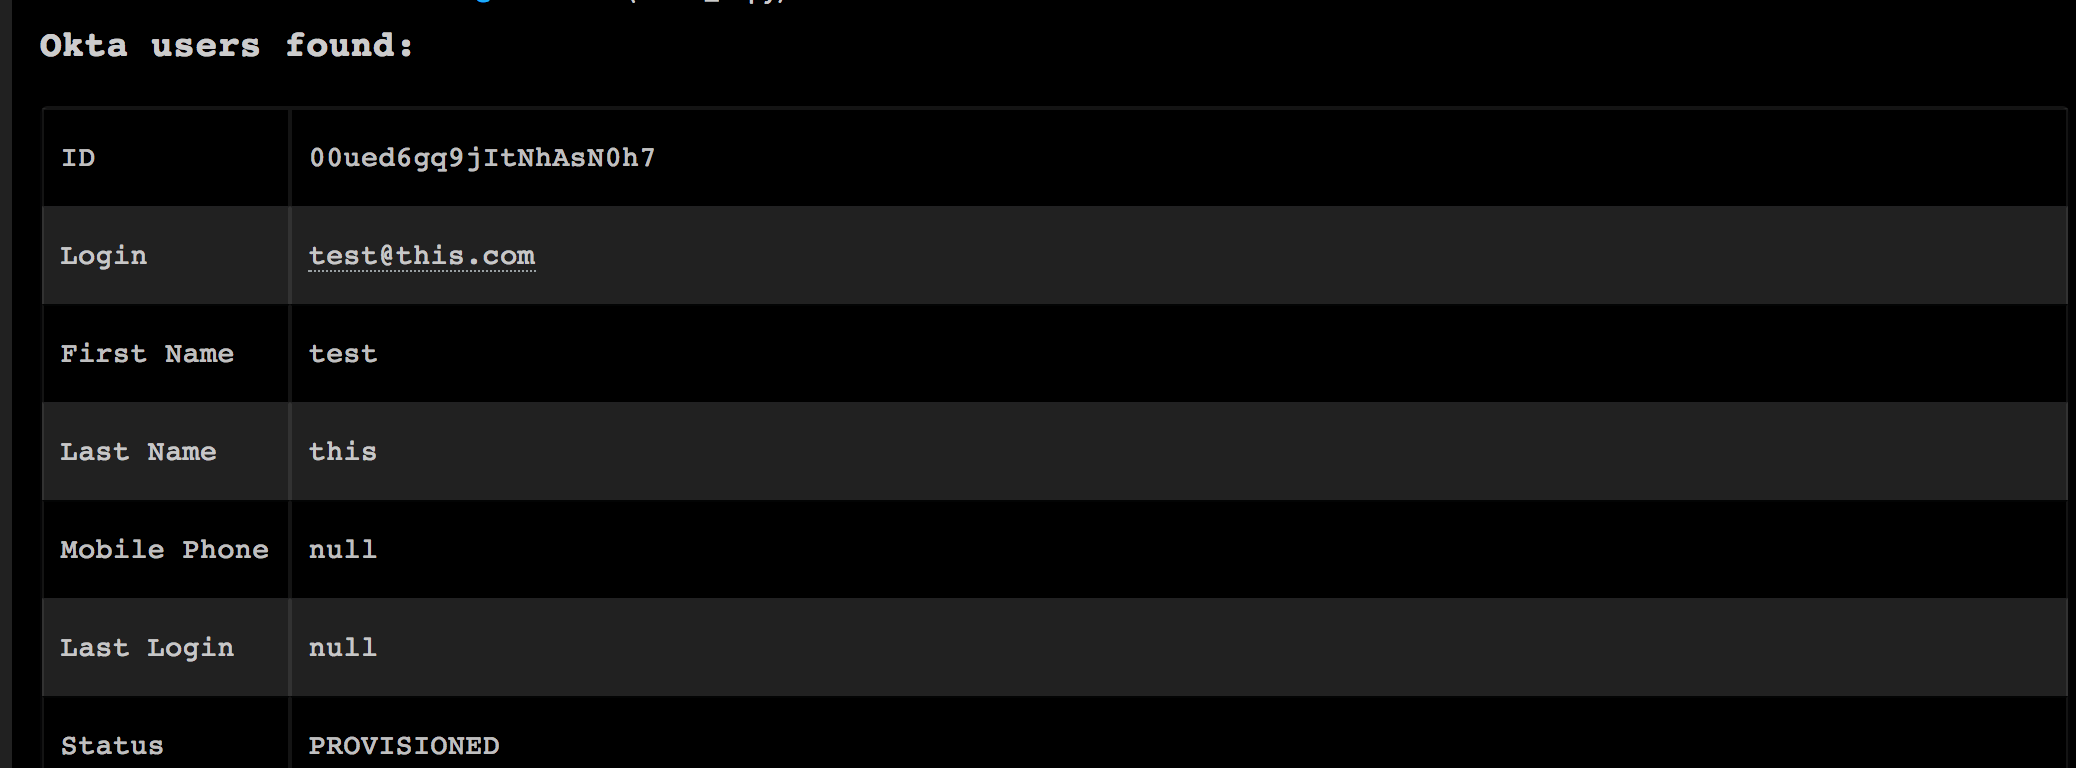 Okta users found:
ID 00ued6gq9jItNhAsN0h7
Login test@this.com
First Name test
Last Name this
Mobile Phone null
Last Login null
Status PROVISIONED